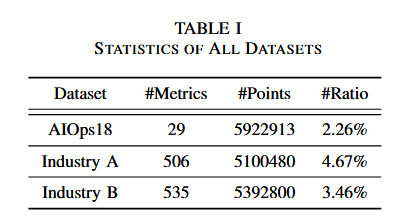 TABLE I
STATISTICS OF ALL DATASETS
Dataset #Metrics #Points #Ratio
AIOps18 29 5922913 2.26%
Industry A 506 5100480 4.67%
Industry B 535 5392800 3.46%